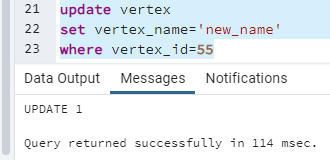 21 update vertex
22 set vertex_name='new_name'
23 where vertex_id=55
Data Output Messages Notifications
UPDATE 1
Query returned successfully in 114 msec.